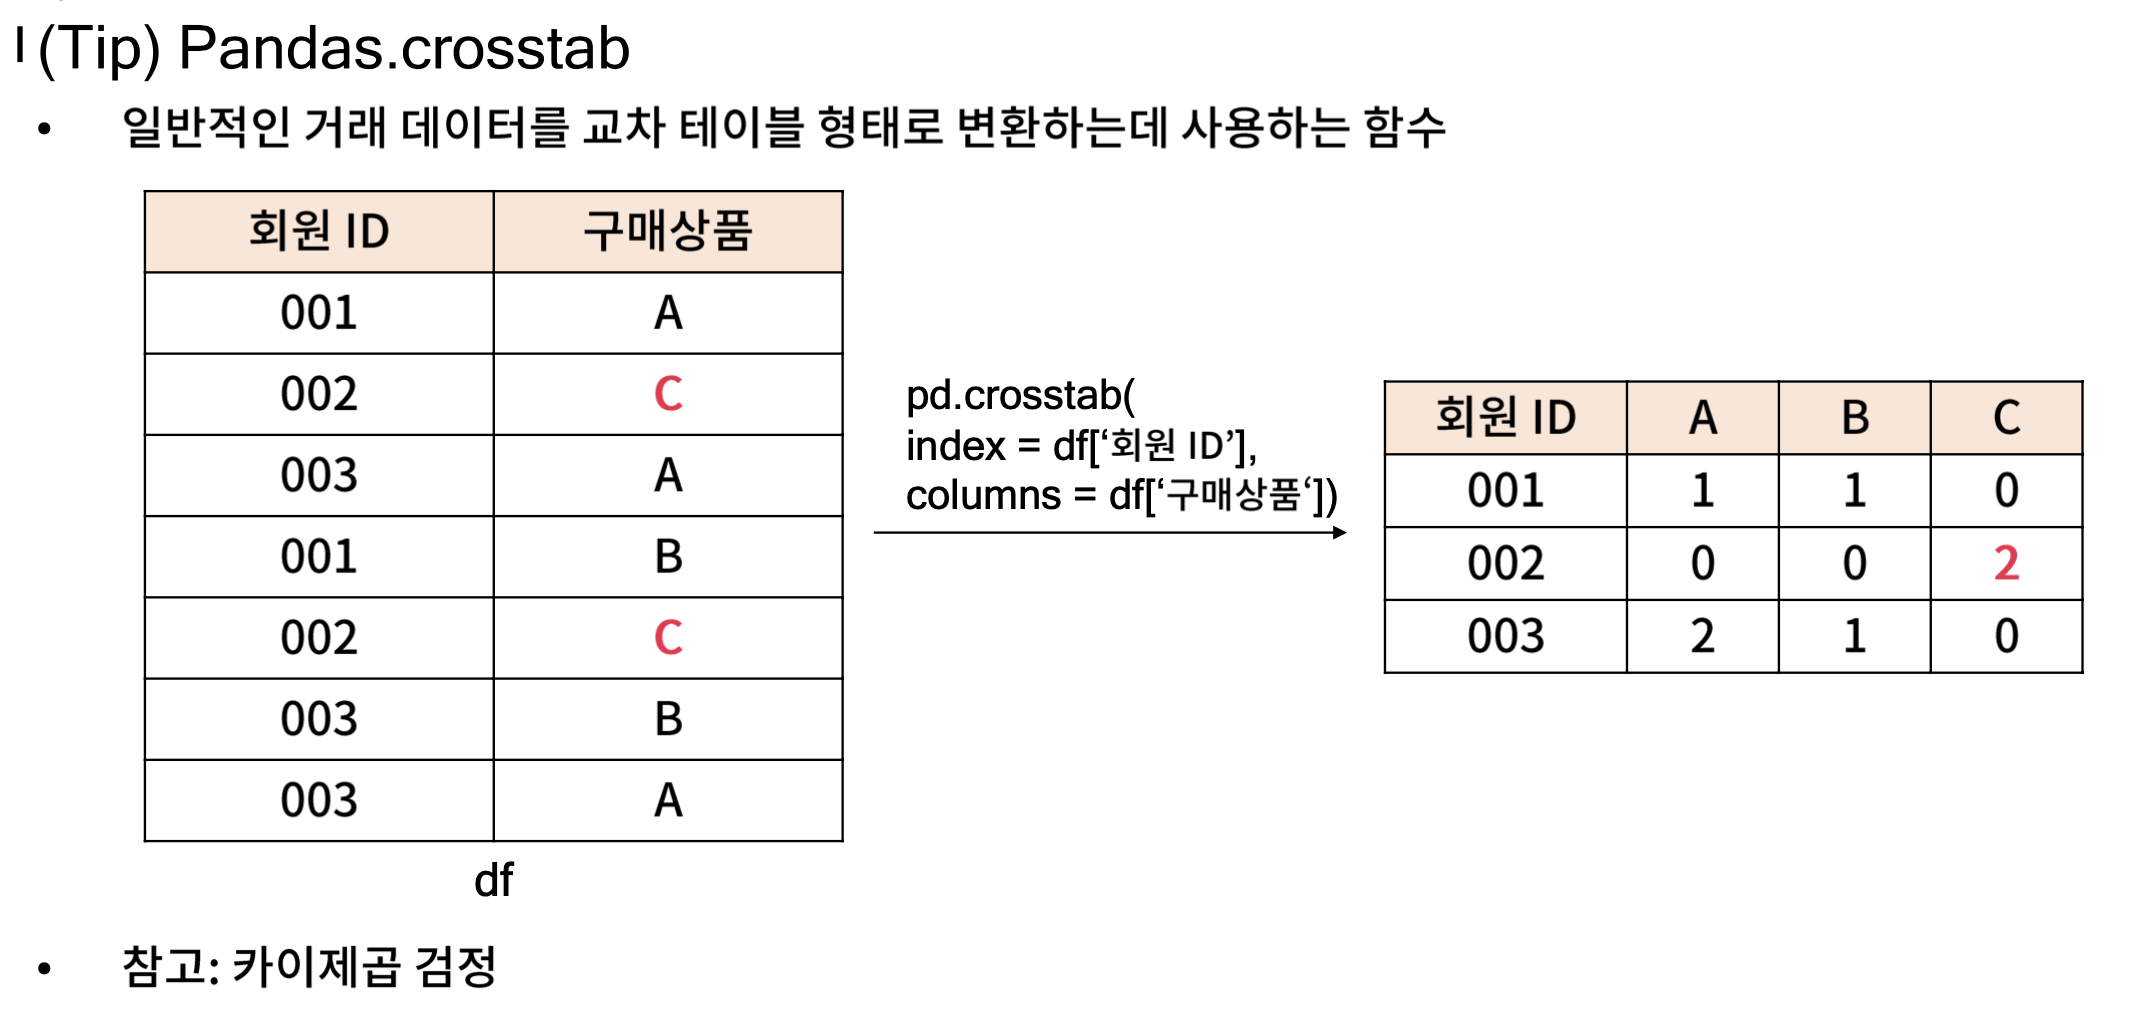 (Tip) Pandas.crosstab
• 일반적인 거래 데이터를 교차 테이블 형태로 변환하는데 사용하는 함수
회원 ID 구매상품
001 A
002 C
003 A
001 B
002 C
003 B
003 A
df
pd.crosstab(
index = df[‘회원 ID’],
columns = df[‘구매상품‘])
회원 ID A B C
001 1 1 0
002 0 0 2
003 2 1 0
• 참고: 카이제곱 검정